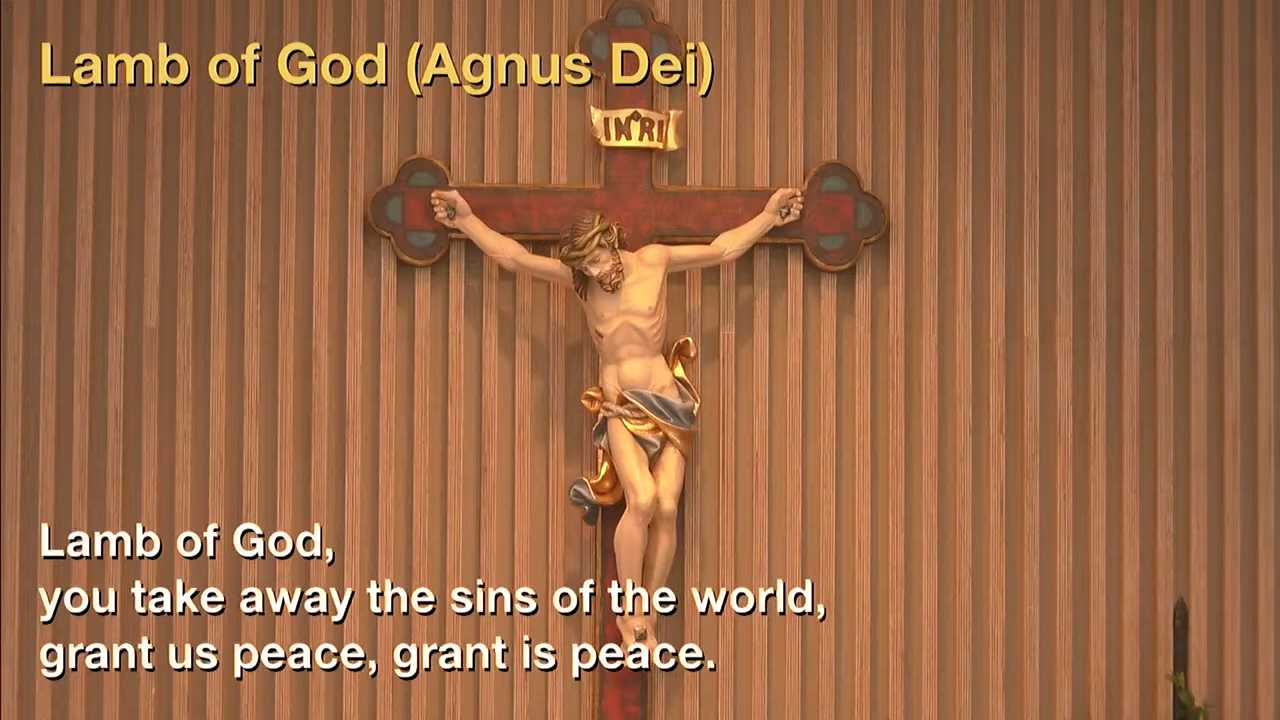 Lamb of God (Agnus Dei)
INRI
Lamb of God,
you take away the sins of the world,
grant us peace, grant is peace.